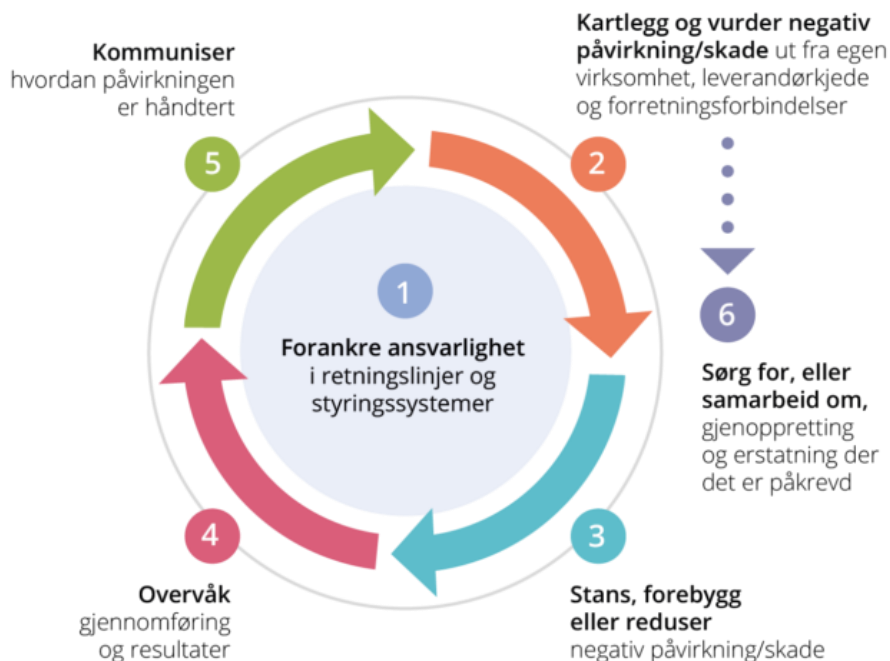 Kommuniser
hvordan påvirkningen
er håndtert
5
Kartlegg og vurder negativ
påvirkning/skade ut fra egen
virksomhet, leverandørkjede
og forretningsforbindelser
2
1
Forankre ansvarlighet
i retningslinjer og
styringssystemer
6
Sørg for, eller
samarbeid om,
gjenoppretting
og erstatning der
det er påkrevd
4
Overvåk
gjennomføring
og resultater
3
Stans, forebygg
eller reduser
negativ påvirkning/skade